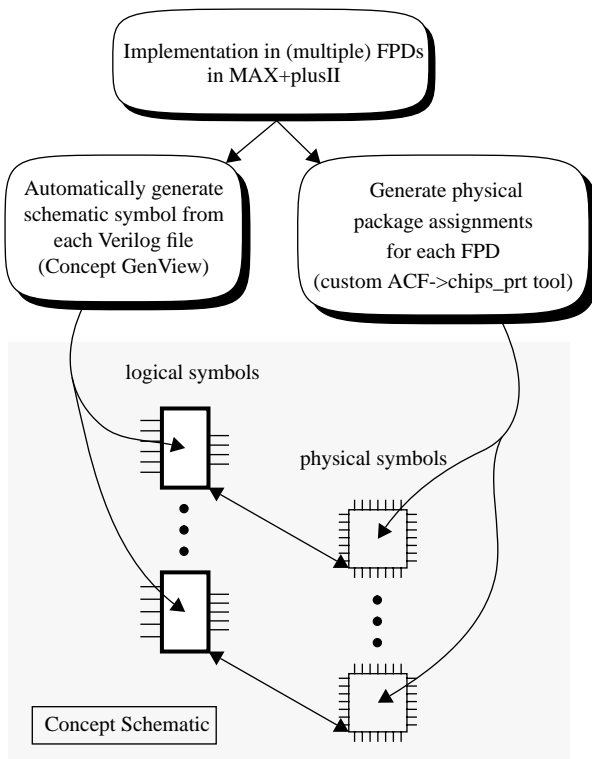 Implementation in (multiple) FPDs
in MAX+plusII
Automatically generate
schematic symbol from
each Verilog file
(Concept GenView)
Generate physical
package assignments
for each FPD
(custom ACF->chips_prt tool)
logical symbols
physical symbols
Concept Schematic